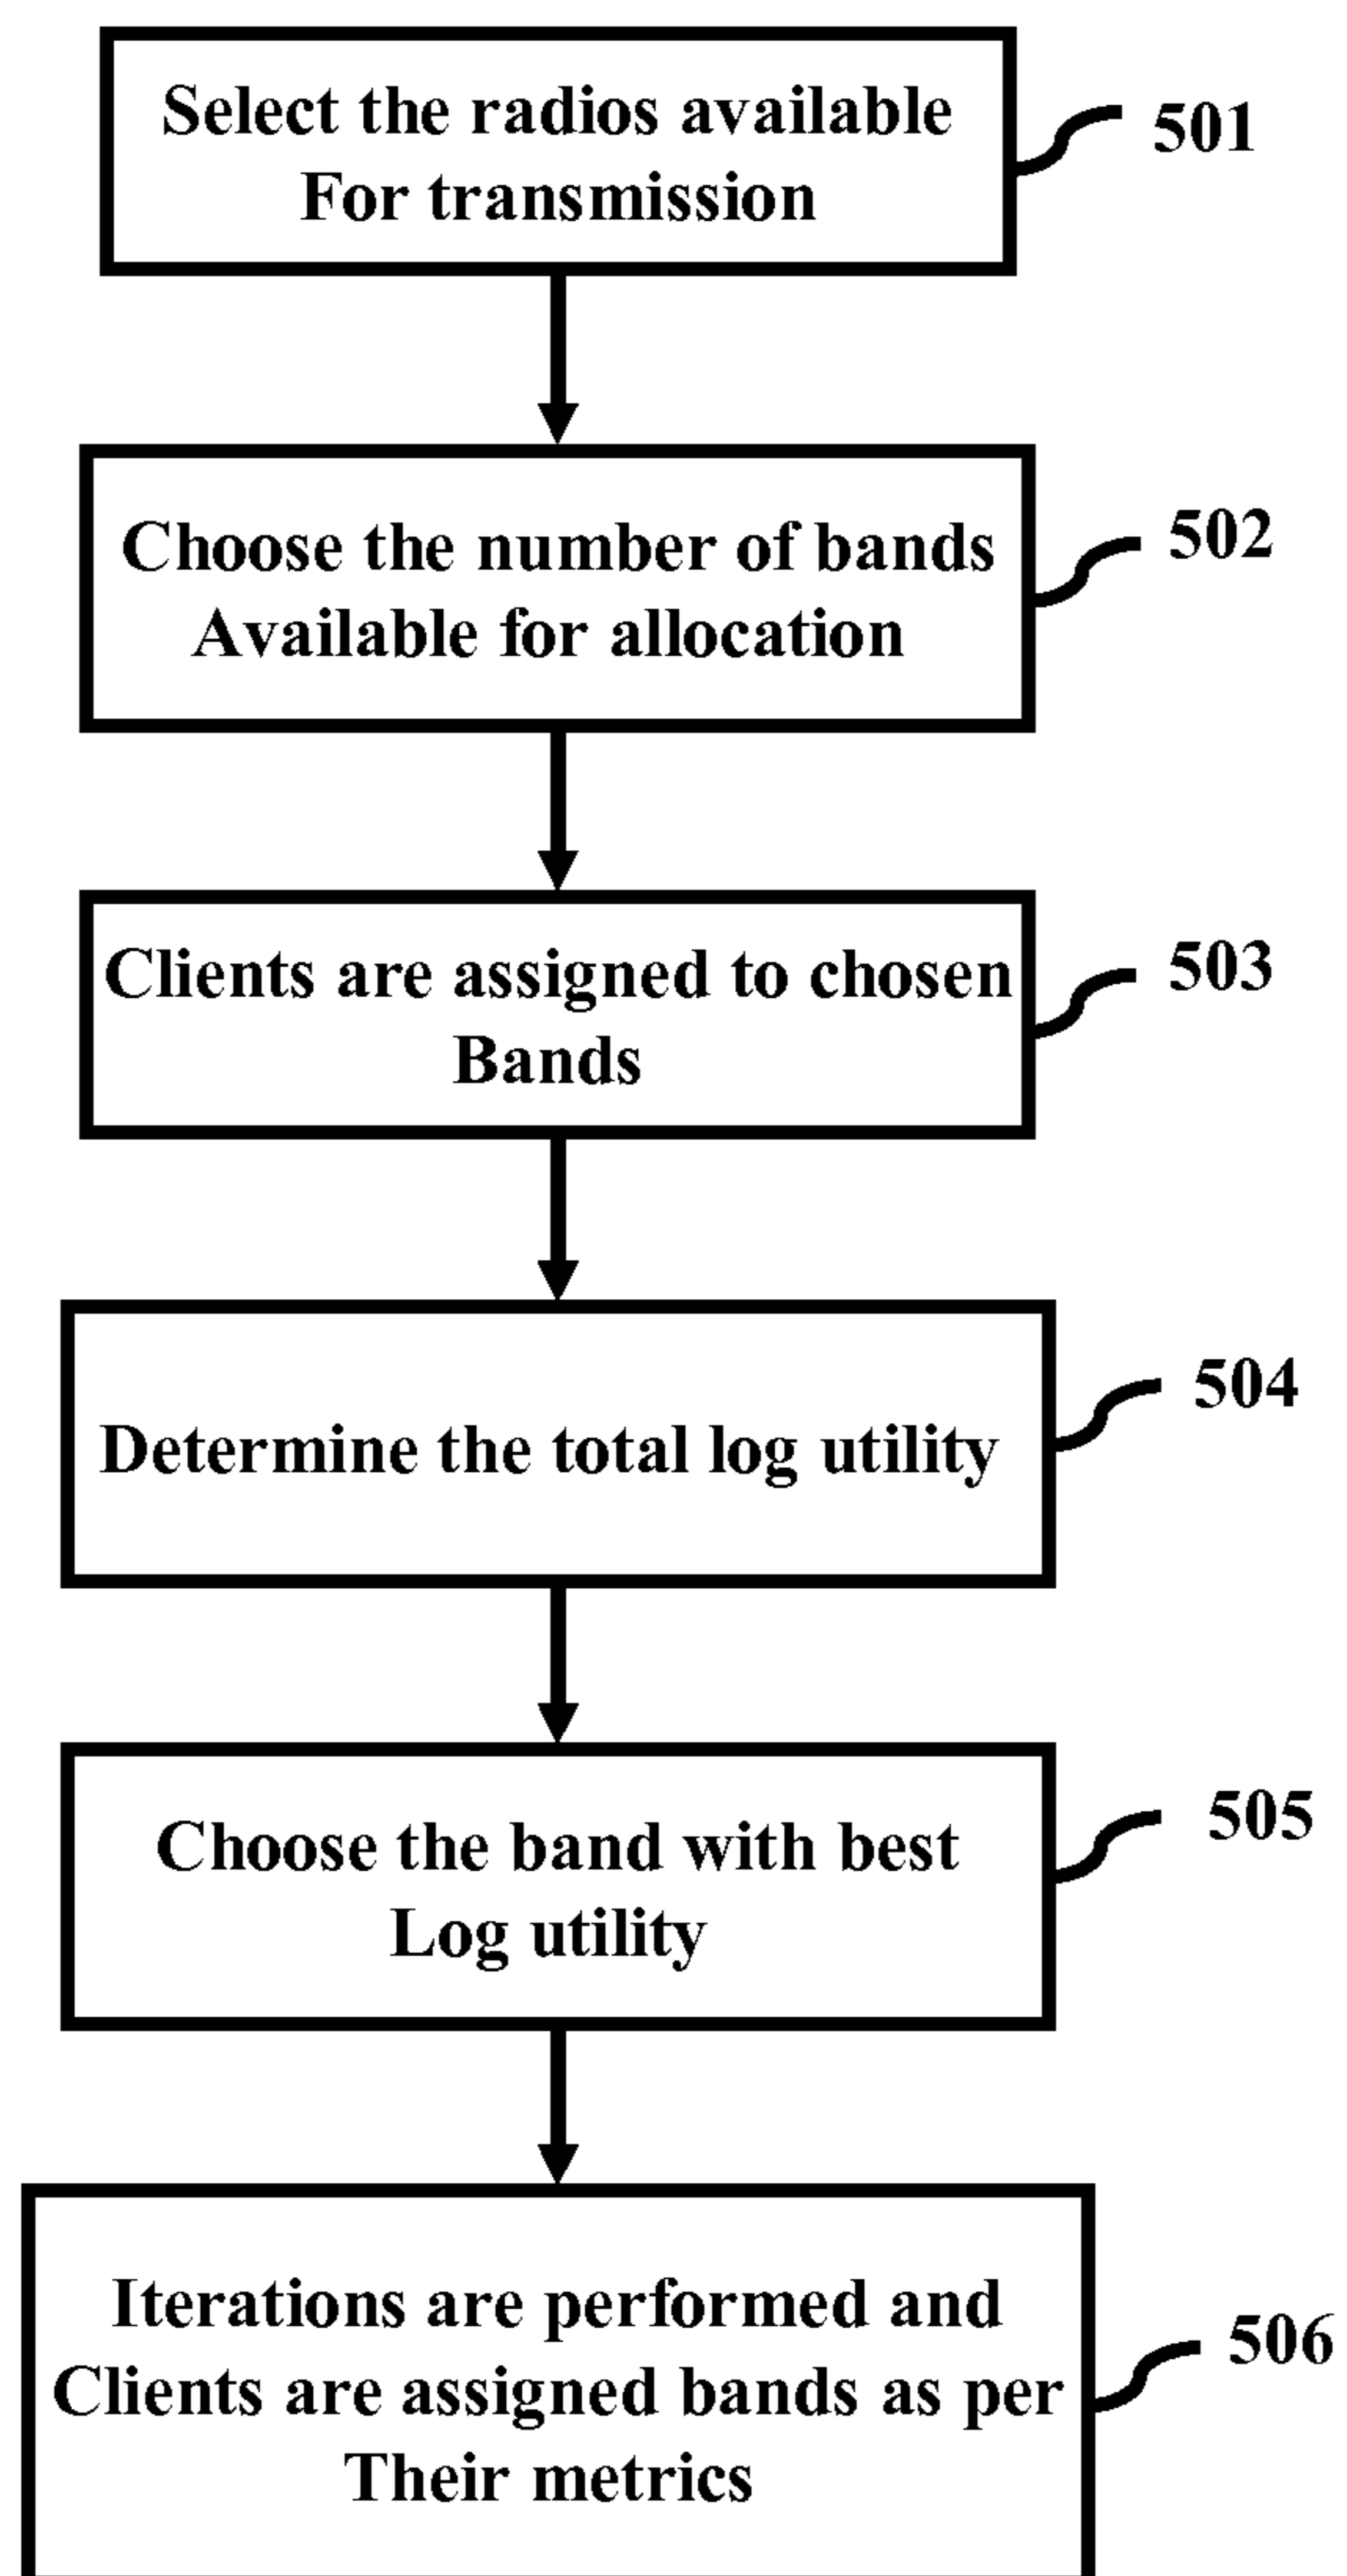 Select the radios available
For transmission
501
Choose the number of bands
Available for allocation
502
Clients are assigned to chosen
Bands
503
Determine the total log utility
504
Choose the band with best
Log utility
505
Iterations are performed and
Clients are assigned bands as per
Their metrics
506